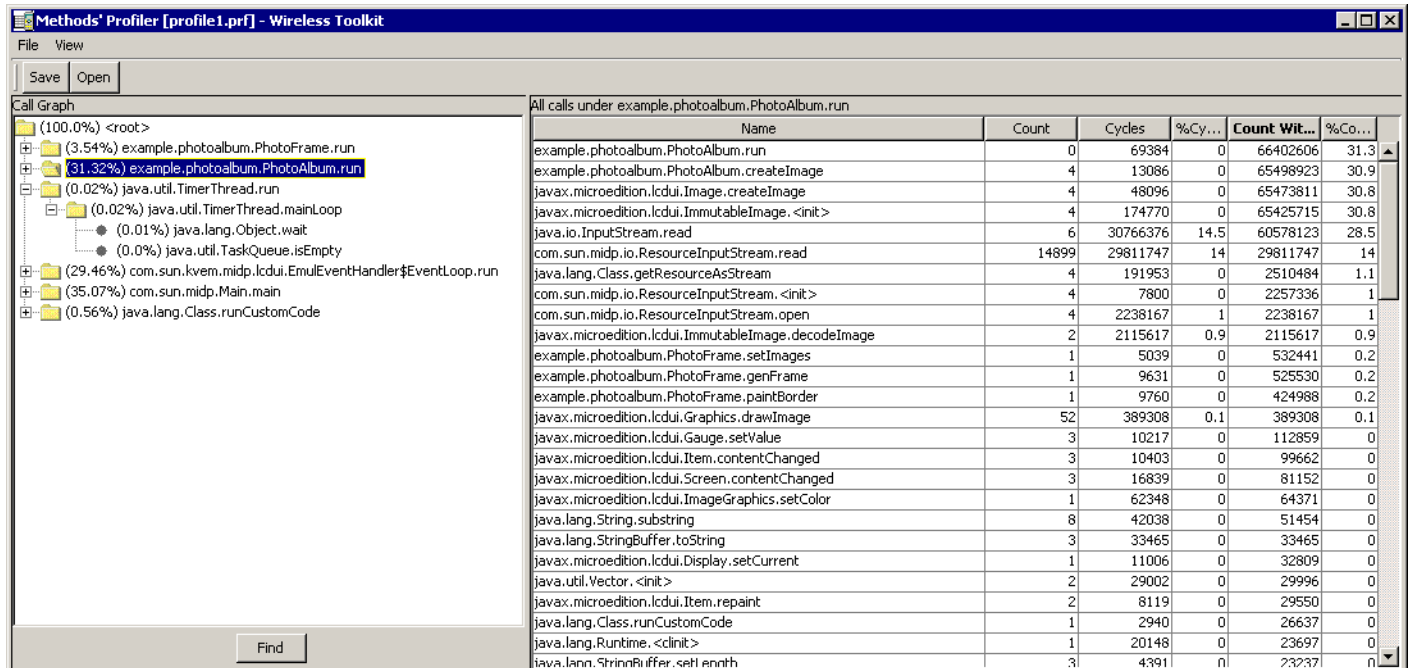 Methods' Profiler [profile1.prf] - Wireless Toolkit
File View
Save Open
Call Graph
(100.0%) <root>
(3.54%) example.photoalbum.PhotoFrame.run
(31.32%) example.photoalbum.PhotoAlbum.run
(0.02%) java.util.TimerThread.run
(0.02%) java.util.TimerThread.mainLoop
(0.01%) java.lang.Object.wait
(0.0%) java.util.TaskQueue.isEmpty
(29.46%) com.sun.kvem.midp.lcdui.EmulEventHandler$EventLoop.run
(35.07%) com.sun.midp.Main.main
(0.56%) java.lang.Class.runCustomCode
Find
All calls under example.photoalbum.PhotoAlbum.run
Name Count Cycles %Cy... Count Wit... %Co...
example.photoalbum.PhotoAlbum.run 0 69384 0 66402606 31.3
example.photoalbum.PhotoAlbum.createImage 4 13086 0 65498923 30.9
javax.microedition.lcdui.Image.createImage 4 48096 0 65473811 30.8
javax.microedition.lcdui.ImmutableImage.<init> 4 174770 0 65425715 30.8
java.io.InputStream.read 6 30766376 14.5 60578123 28.5
com.sun.midp.io.ResourceInputStream.read 14899 29811747 14 29811747 14
java.lang.Class.getResourceAsStream 4 191953 0 2510484 1.1
com.sun.midp.io.ResourceInputStream.<init> 4 7800 0 2257336 1
com.sun.midp.io.ResourceInputStream.open 4 2238167 1 2238167 1
javax.microedition.lcdui.ImmutableImage.decodeImage 2 2115617 0.9 2115617 0.9
example.photoalbum.PhotoFrame.setImages 1 5039 0 532441 0.2
example.photoalbum.PhotoFrame.genFrame 1 9631 0 525530 0.2
example.photoalbum.PhotoFrame.paintBorder 1 9760 0 424988 0.2
javax.microedition.lcdui.Graphics.drawImage 52 389308 0.1 389308 0.1
javax.microedition.lcdui.Gauge.setValue 3 10217 0 112859 0
javax.microedition.lcdui.Item.contentChanged 3 10403 0 99662 0
javax.microedition.lcdui.Screen.contentChanged 3 16839 0 81152 0
javax.microedition.lcdui.ImageGraphics.setColor 1 62348 0 64371 0
java.lang.String.substring 8 42038 0 51454 0
java.lang.StringBuffer.toString 3 33465 0 33465 0
javax.microedition.lcdui.Display.setCurrent 1 11006 0 32809 0
java.util.Vector.<init> 2 29002 0 29996 0
javax.microedition.lcdui.Item.repaint 2 8119 0 29550 0
java.lang.Class.runCustomCode 1 2940 0 26637 0
java.lang.Runtime.<clinit> 1 20148 0 23697 0
java.lang.StringBuffer.setLength 3 4391 0 23237 0